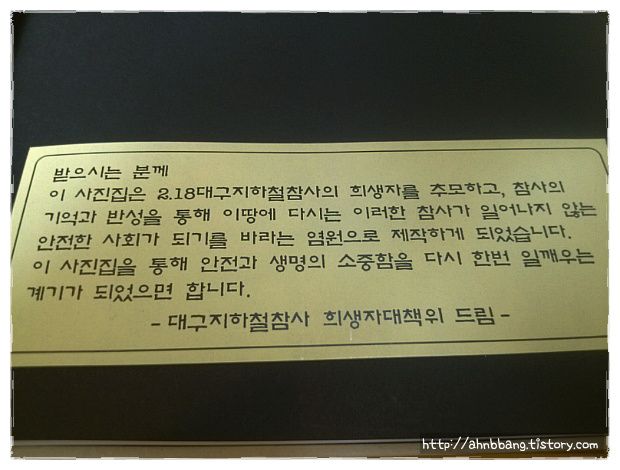 받으시는 분께
이 사진집은 2.18대구지하철참사의 희생자를 추모하고, 참사의
기억과 반성을 통해 이땅에 다시는 이러한 참사가 일어나지 않는
안전한 사회가 되기를 바라는 염원으로 제작하게 되었습니다.
이 사진집을 통해 안전과 생명의 소중함을 다시 한번 일깨우는
계기가 되었으면 합니다.
- 대구지하철참사 희생자대책위 드림 -
http://ahnbbang.tistory.com